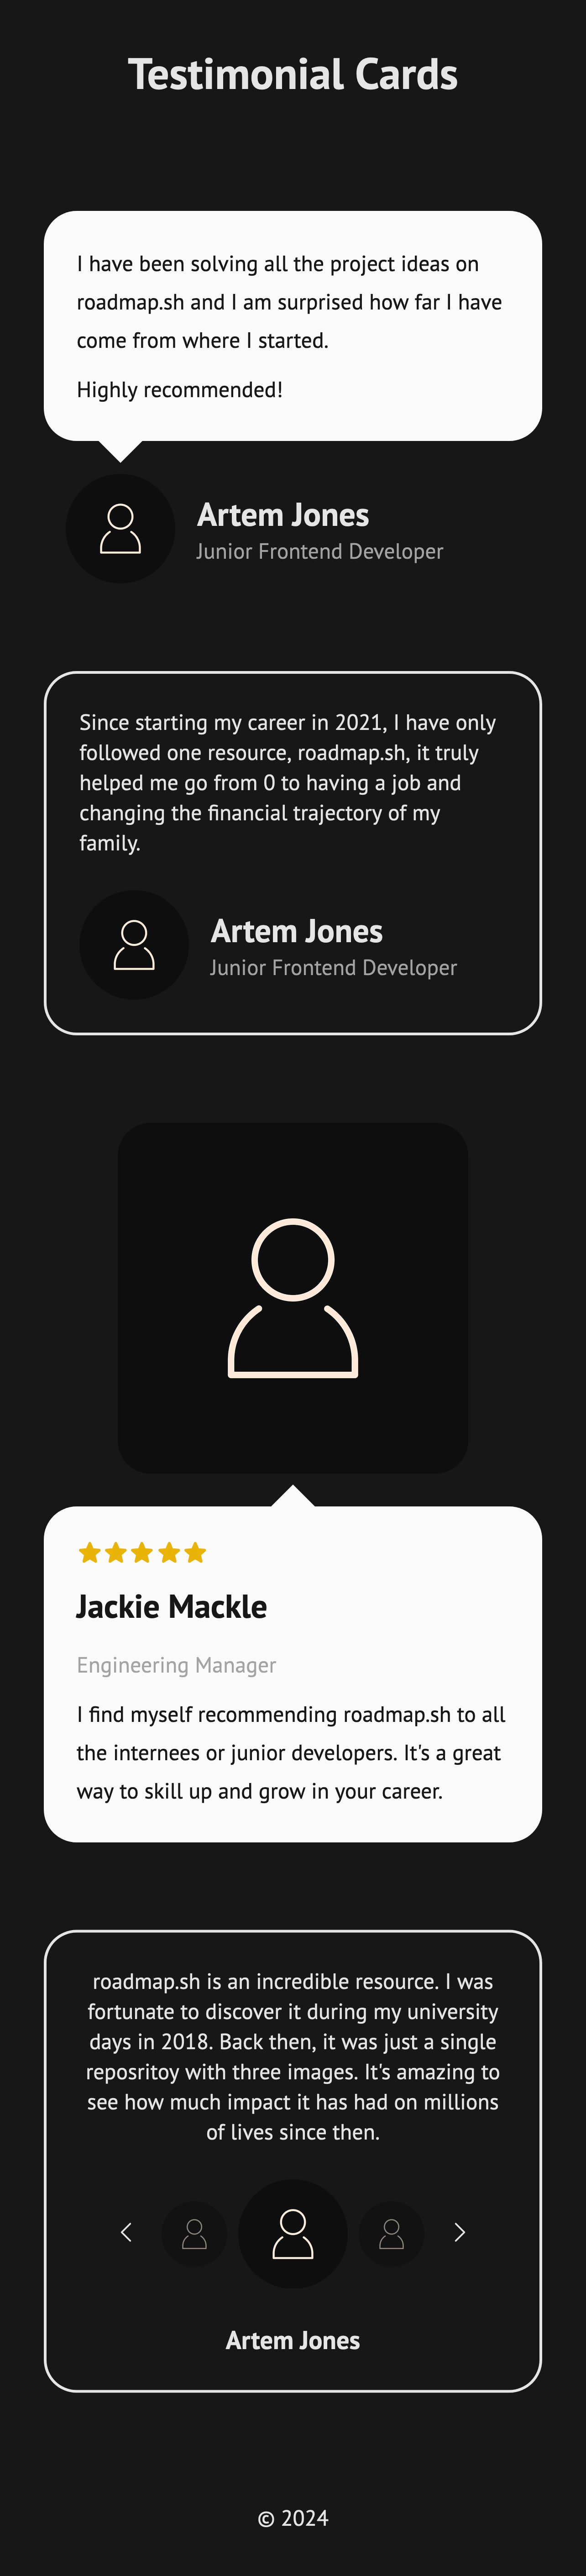 Testimonial Cards
I have been solving all the project ideas on
roadmap.sh and I am surprised how far I have
come from where I started.
Highly recommended!
Artem Jones
Junior Frontend Developer
Since starting my career in 2021, I have only
followed one resource, roadmap.sh, it truly
helped me go from 0 to having a job and
changing the financial trajectory of my
family.
Artem Jones
Junior Frontend Developer
Jackie Mackle
Engineering Manager
I find myself recommending roadmap.sh to all
the internees or junior developers. It's a great
way to skill up and grow in your career.
roadmap.sh is an incredible resource. I was
fortunate to discover it during my university
days in 2018. Back then, it was just a single
reposritoy with three images. It's amazing to
see how much impact it has had on millions
of lives since then.
Artem Jones
© 2024